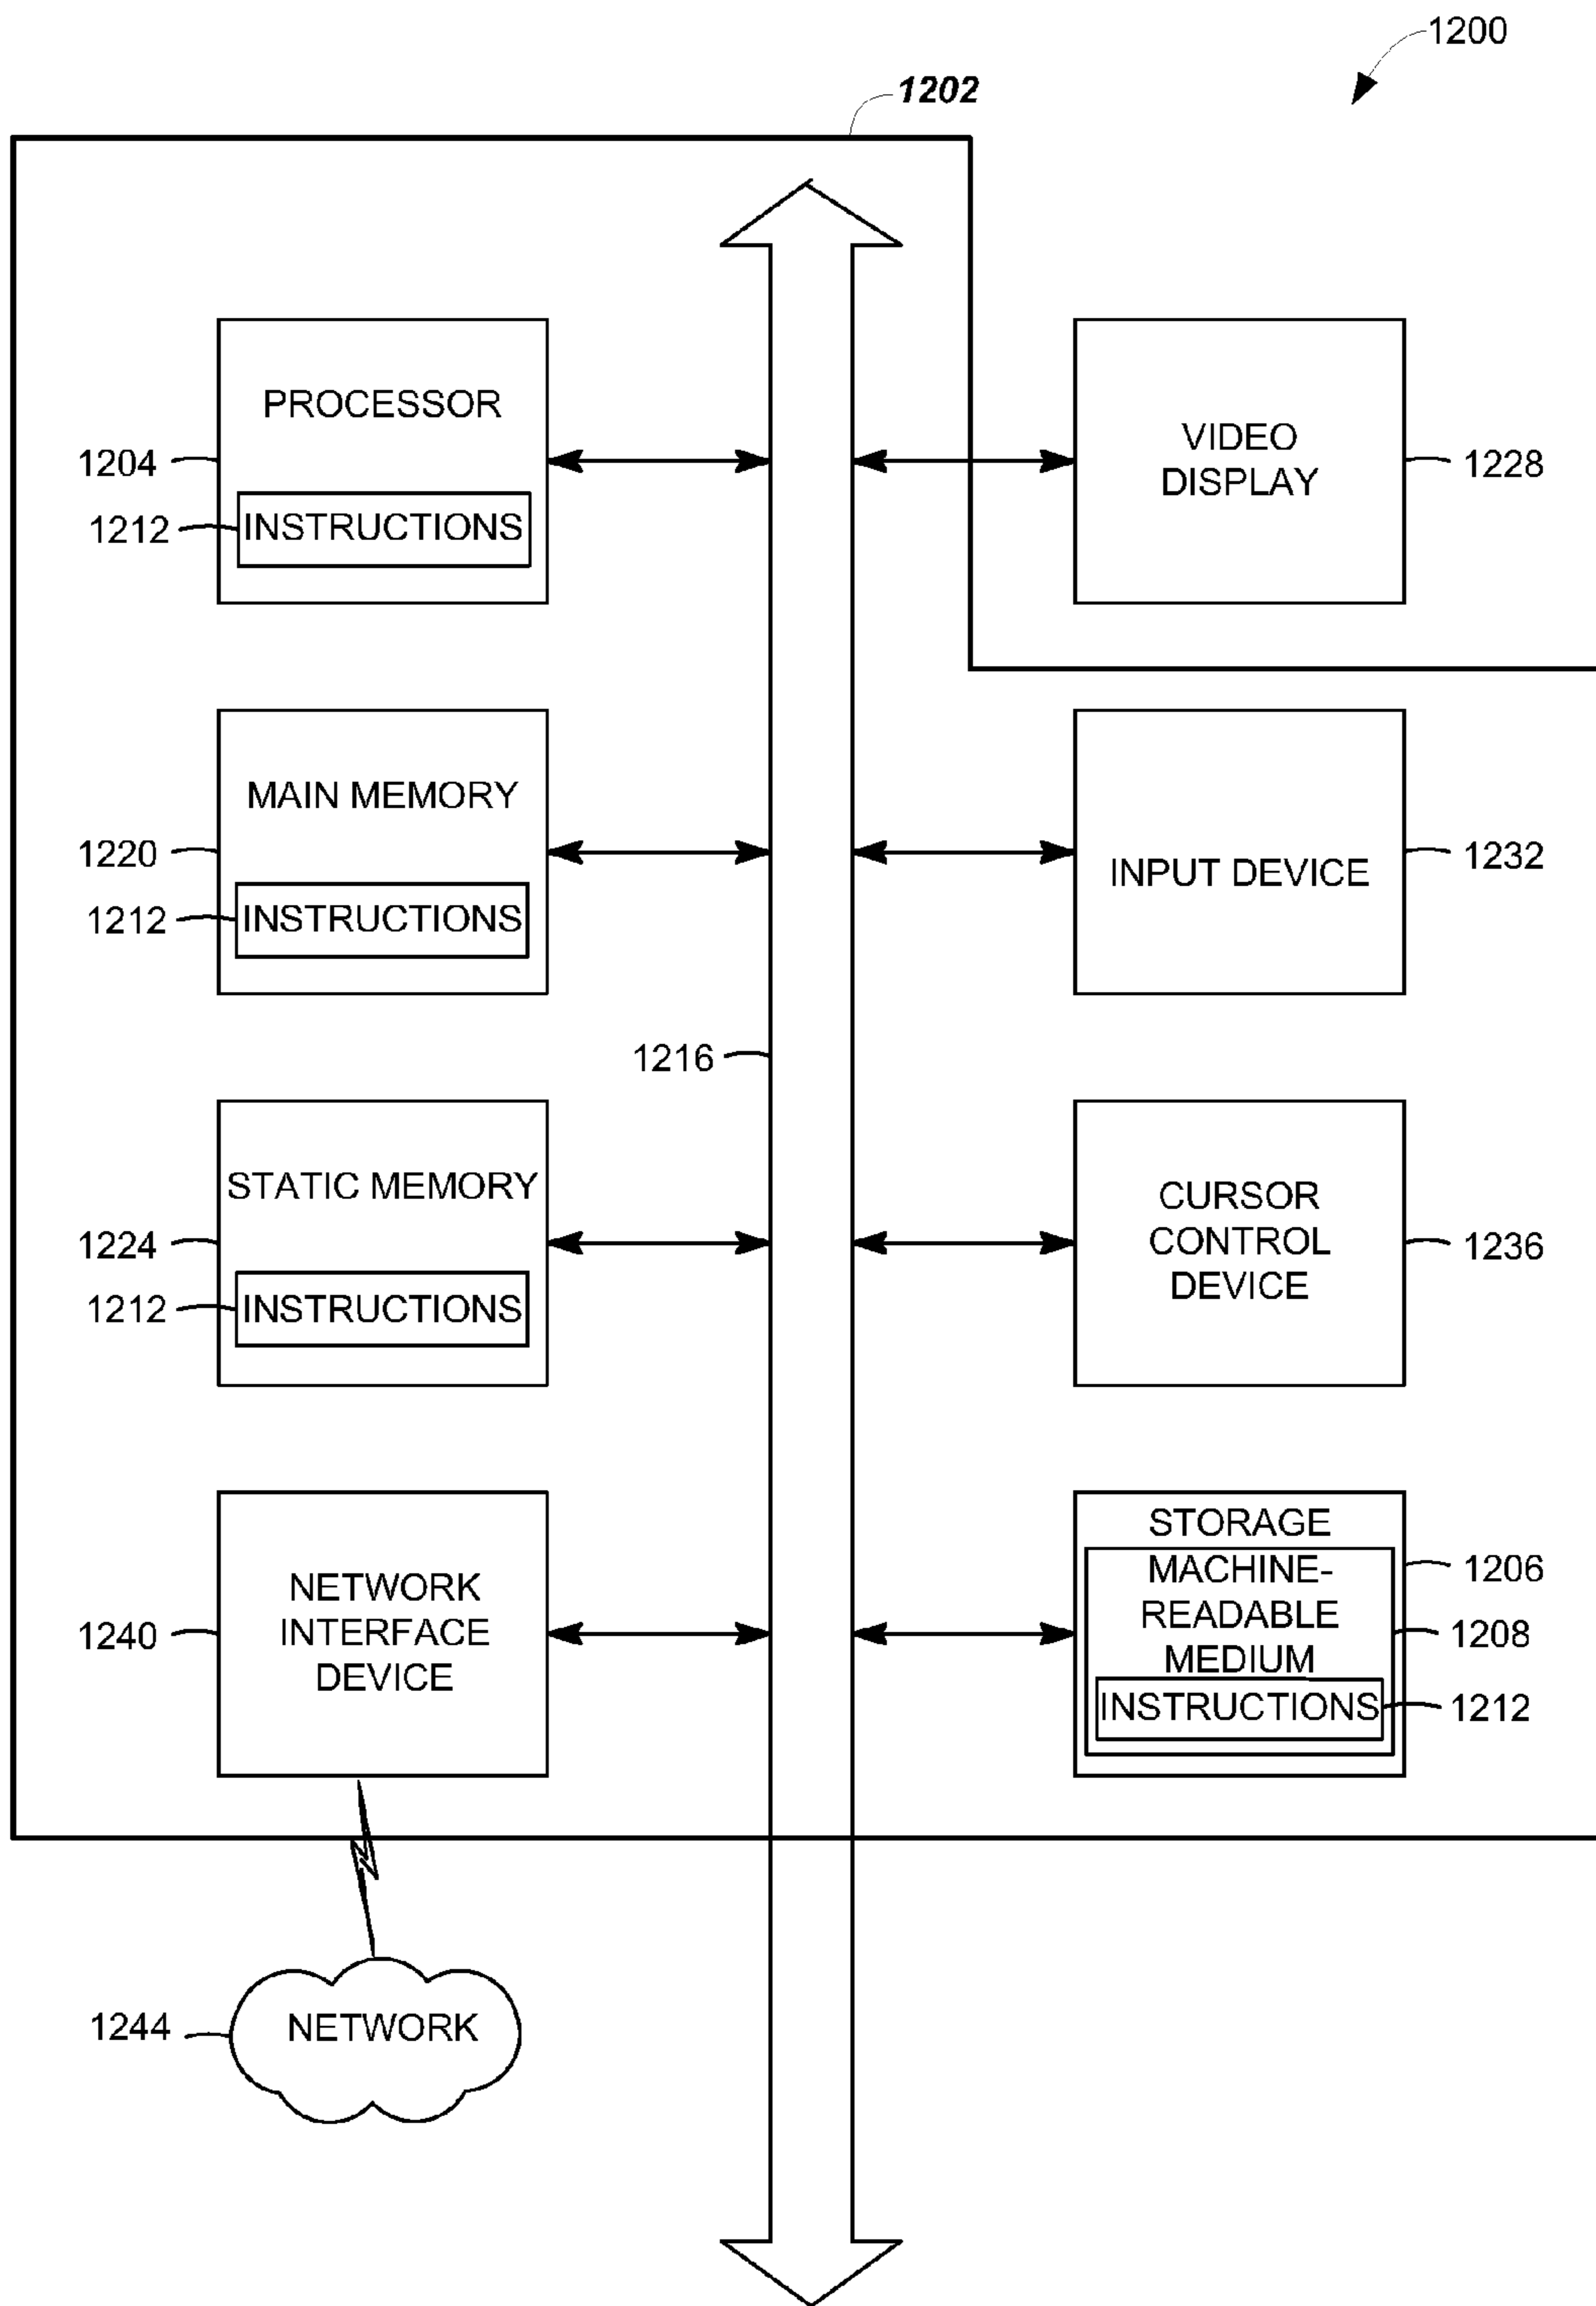 1200
1202
PROCESSOR
1204
1212
INSTRUCTIONS
VIDEO
DISPLAY
1228
MAIN MEMORY
1220
1212
INSTRUCTIONS
INPUT DEVICE
1232
1216
STATIC MEMORY
1224
1212
INSTRUCTIONS
CURSOR
CONTROL
DEVICE
1236
NETWORK
INTERFACE
DEVICE
1240
STORAGE
MACHINE-
READABLE
MEDIUM
INSTRUCTIONS
1206
1208
1212
1244
NETWORK